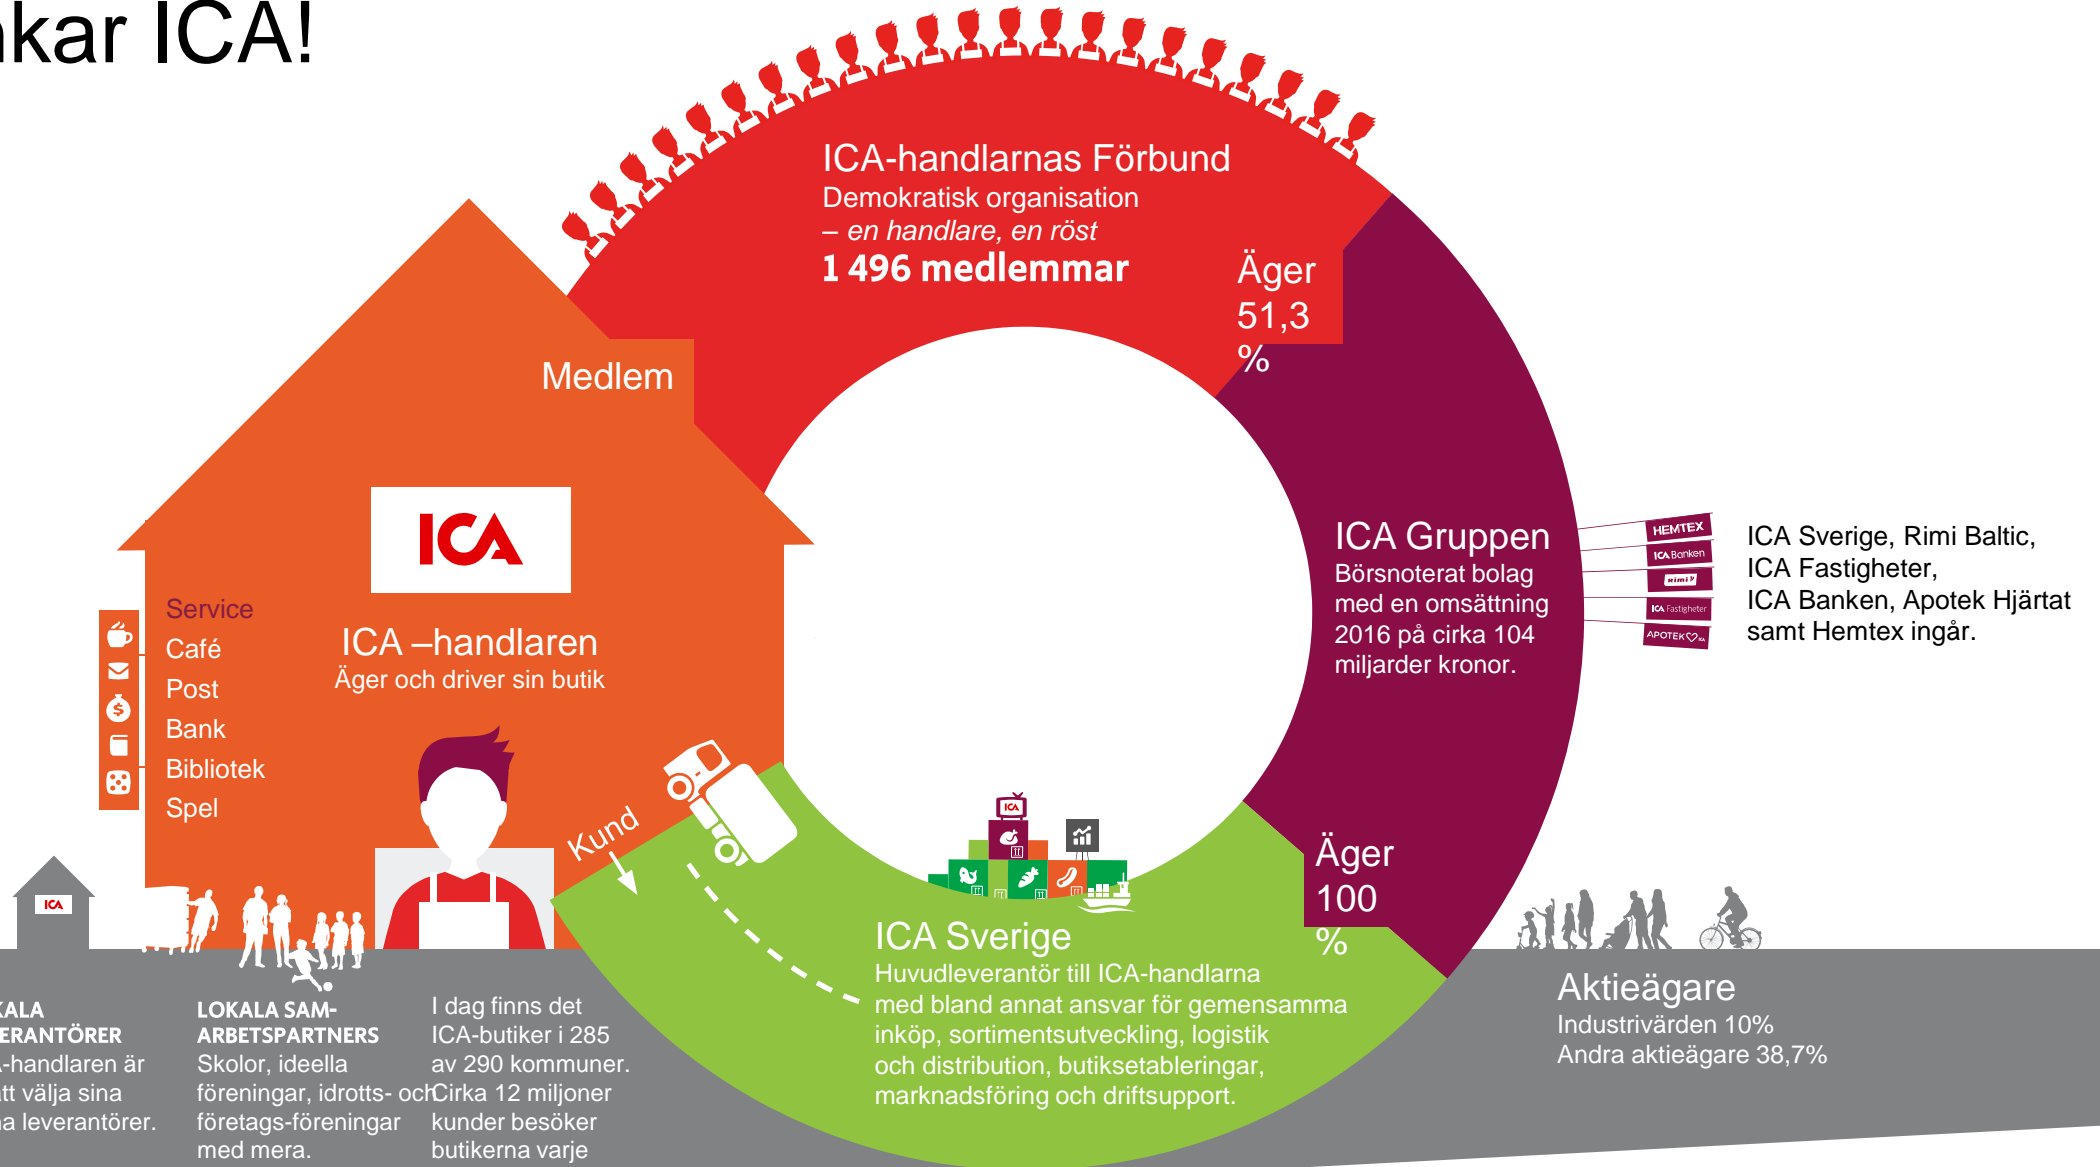 nkar ICA!
ICA-handlarnas Förbund
Demokratisk organisation
– en handlare, en röst
1 496 medlemmar
Äger
51,3
%
Medlem
ICA
ICA –handlaren
Äger och driver sin butik
Service
Café
Post
Bank
Bibliotek
Spel
Kund
ICA Gruppen
Börsnoterat bolag
med en omsättning
2016 på cirka 104
miljarder kronor.
HEMTEX
ICA Banken
Rimi
ICA Fastigheter
APOTEK ICA
ICA Sverige, Rimi Baltic,
ICA Fastigheter,
ICA Banken, Apotek Hjärtat
samt Hemtex ingår.
Äger
100
%
ICA
ICA
ICA Sverige
Huvudleverantör till ICA-handlarna
med bland annat ansvar för gemensamma
inköp, sortimentsutveckling, logistik
och distribution, butiksetableringar,
marknadsföring och driftsupport.
Aktieägare
Industrivärden 10%
Andra aktieägare 38,7%
KALA
ERANTÖRER
-handlaren är
tt välja sina
na leverantörer.
LOKALA SAM-
ARBETSPARTNERS
Skolor, ideella
föreningar, idrotts- och
företags-föreningar
med mera.
I dag finns det
ICA-butiker i 285
av 290 kommuner.
Cirka 12 miljoner
kunder besöker
butikerna varje